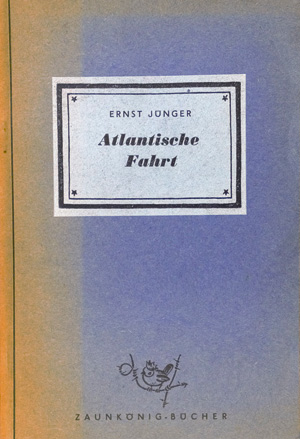 ERNST JÜNGER
Atlantische
Fahrt
ZAUNKÖNIG-BÜCHER